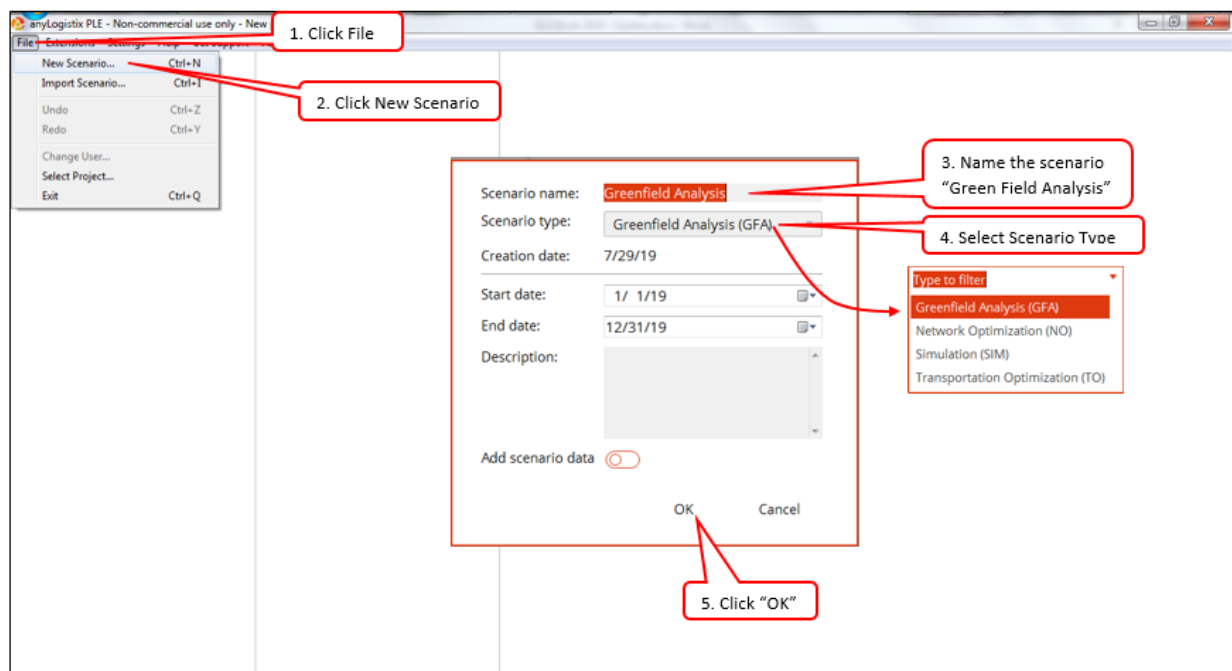 anyLogistix PLE - Non-commercial use only - New
File Extensions Settings Help
1. Click File
New Scenario... Ctrl+N
Import Scenario... Ctrl+I
Undo Ctrl+Z
Redo Ctrl+Y
Change User...
Select Project...
Exit Ctrl+Q
2. Click New Scenario
3. Name the scenario
“Green Field Analysis”
Scenario name: Greenfield Analysis
Scenario type: Greenfield Analysis (GFA)
4. Select Scenario Type
Creation date: 7/29/19
Start date: 1/ 1/19
End date: 12/31/19
Description:
Add scenario data
OK Cancel
Type to filter
Greenfield Analysis (GFA)
Network Optimization (NO)
Simulation (SIM)
Transportation Optimization (TO)
5. Click “OK”